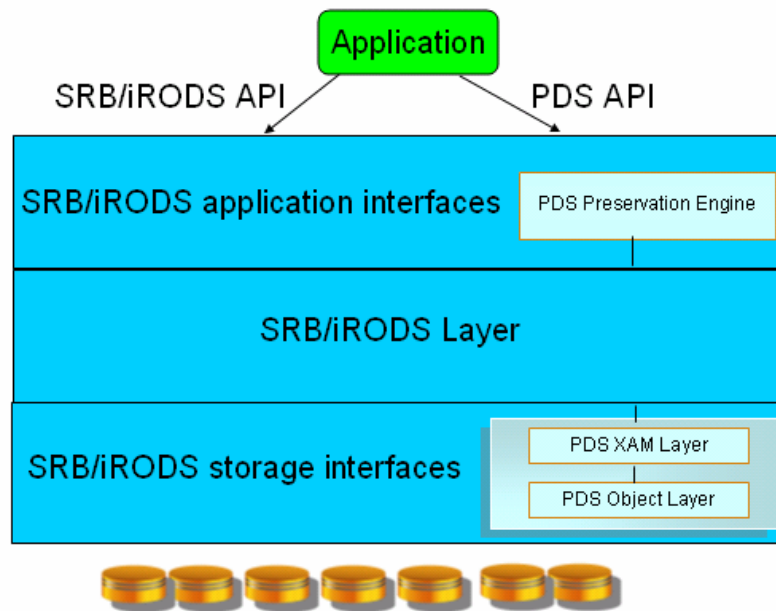 Application
SRB/iRODS API
PDS API
SRB/iRODS application interfaces
PDS Preservation Engine
SRB/iRODS Layer
SRB/iRODS storage interfaces
PDS XAM Layer
PDS Object Layer